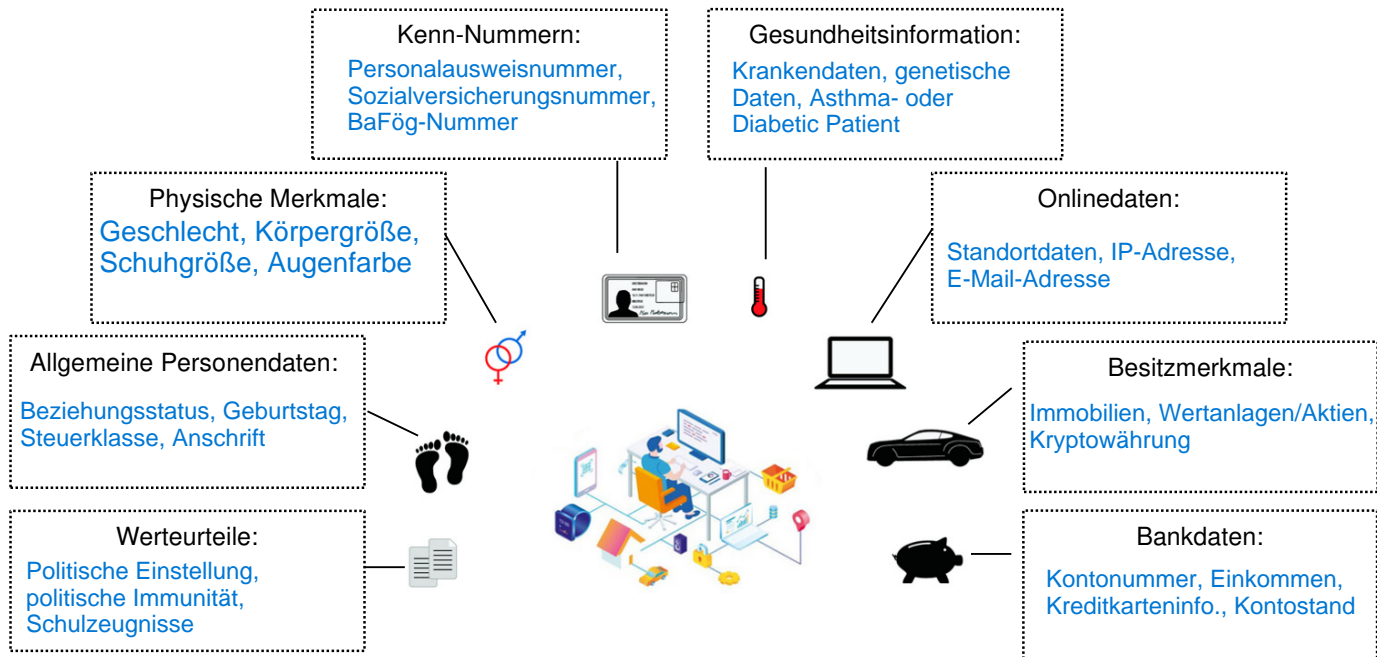 Kenn-Nummern:
Personalausweisnummer,
Sozialversicherungsnummer,
BaFög-Nummer
Gesundheitsinformation:
Krankendaten, genetische
Daten, Asthma- oder
Diabetic Patient
Physische Merkmale:
Geschlecht, Körpergröße,
Schuhgröße, Augenfarbe
Onlinedaten:
Standortdaten, IP-Adresse,
E-Mail-Adresse
Allgemeine Personendaten:
Beziehungsstatus, Geburtstag,
Steuerklasse, Anschrift
Besitzmerkmale:
Immobilien, Wertanlagen/Aktien,
Kryptowährung
Werteurteile:
Politische Einstellung,
politische Immunität,
Schulzeugnisse
Bankdaten:
Kontonummer, Einkommen,
Kreditkarteninfo., Kontostand